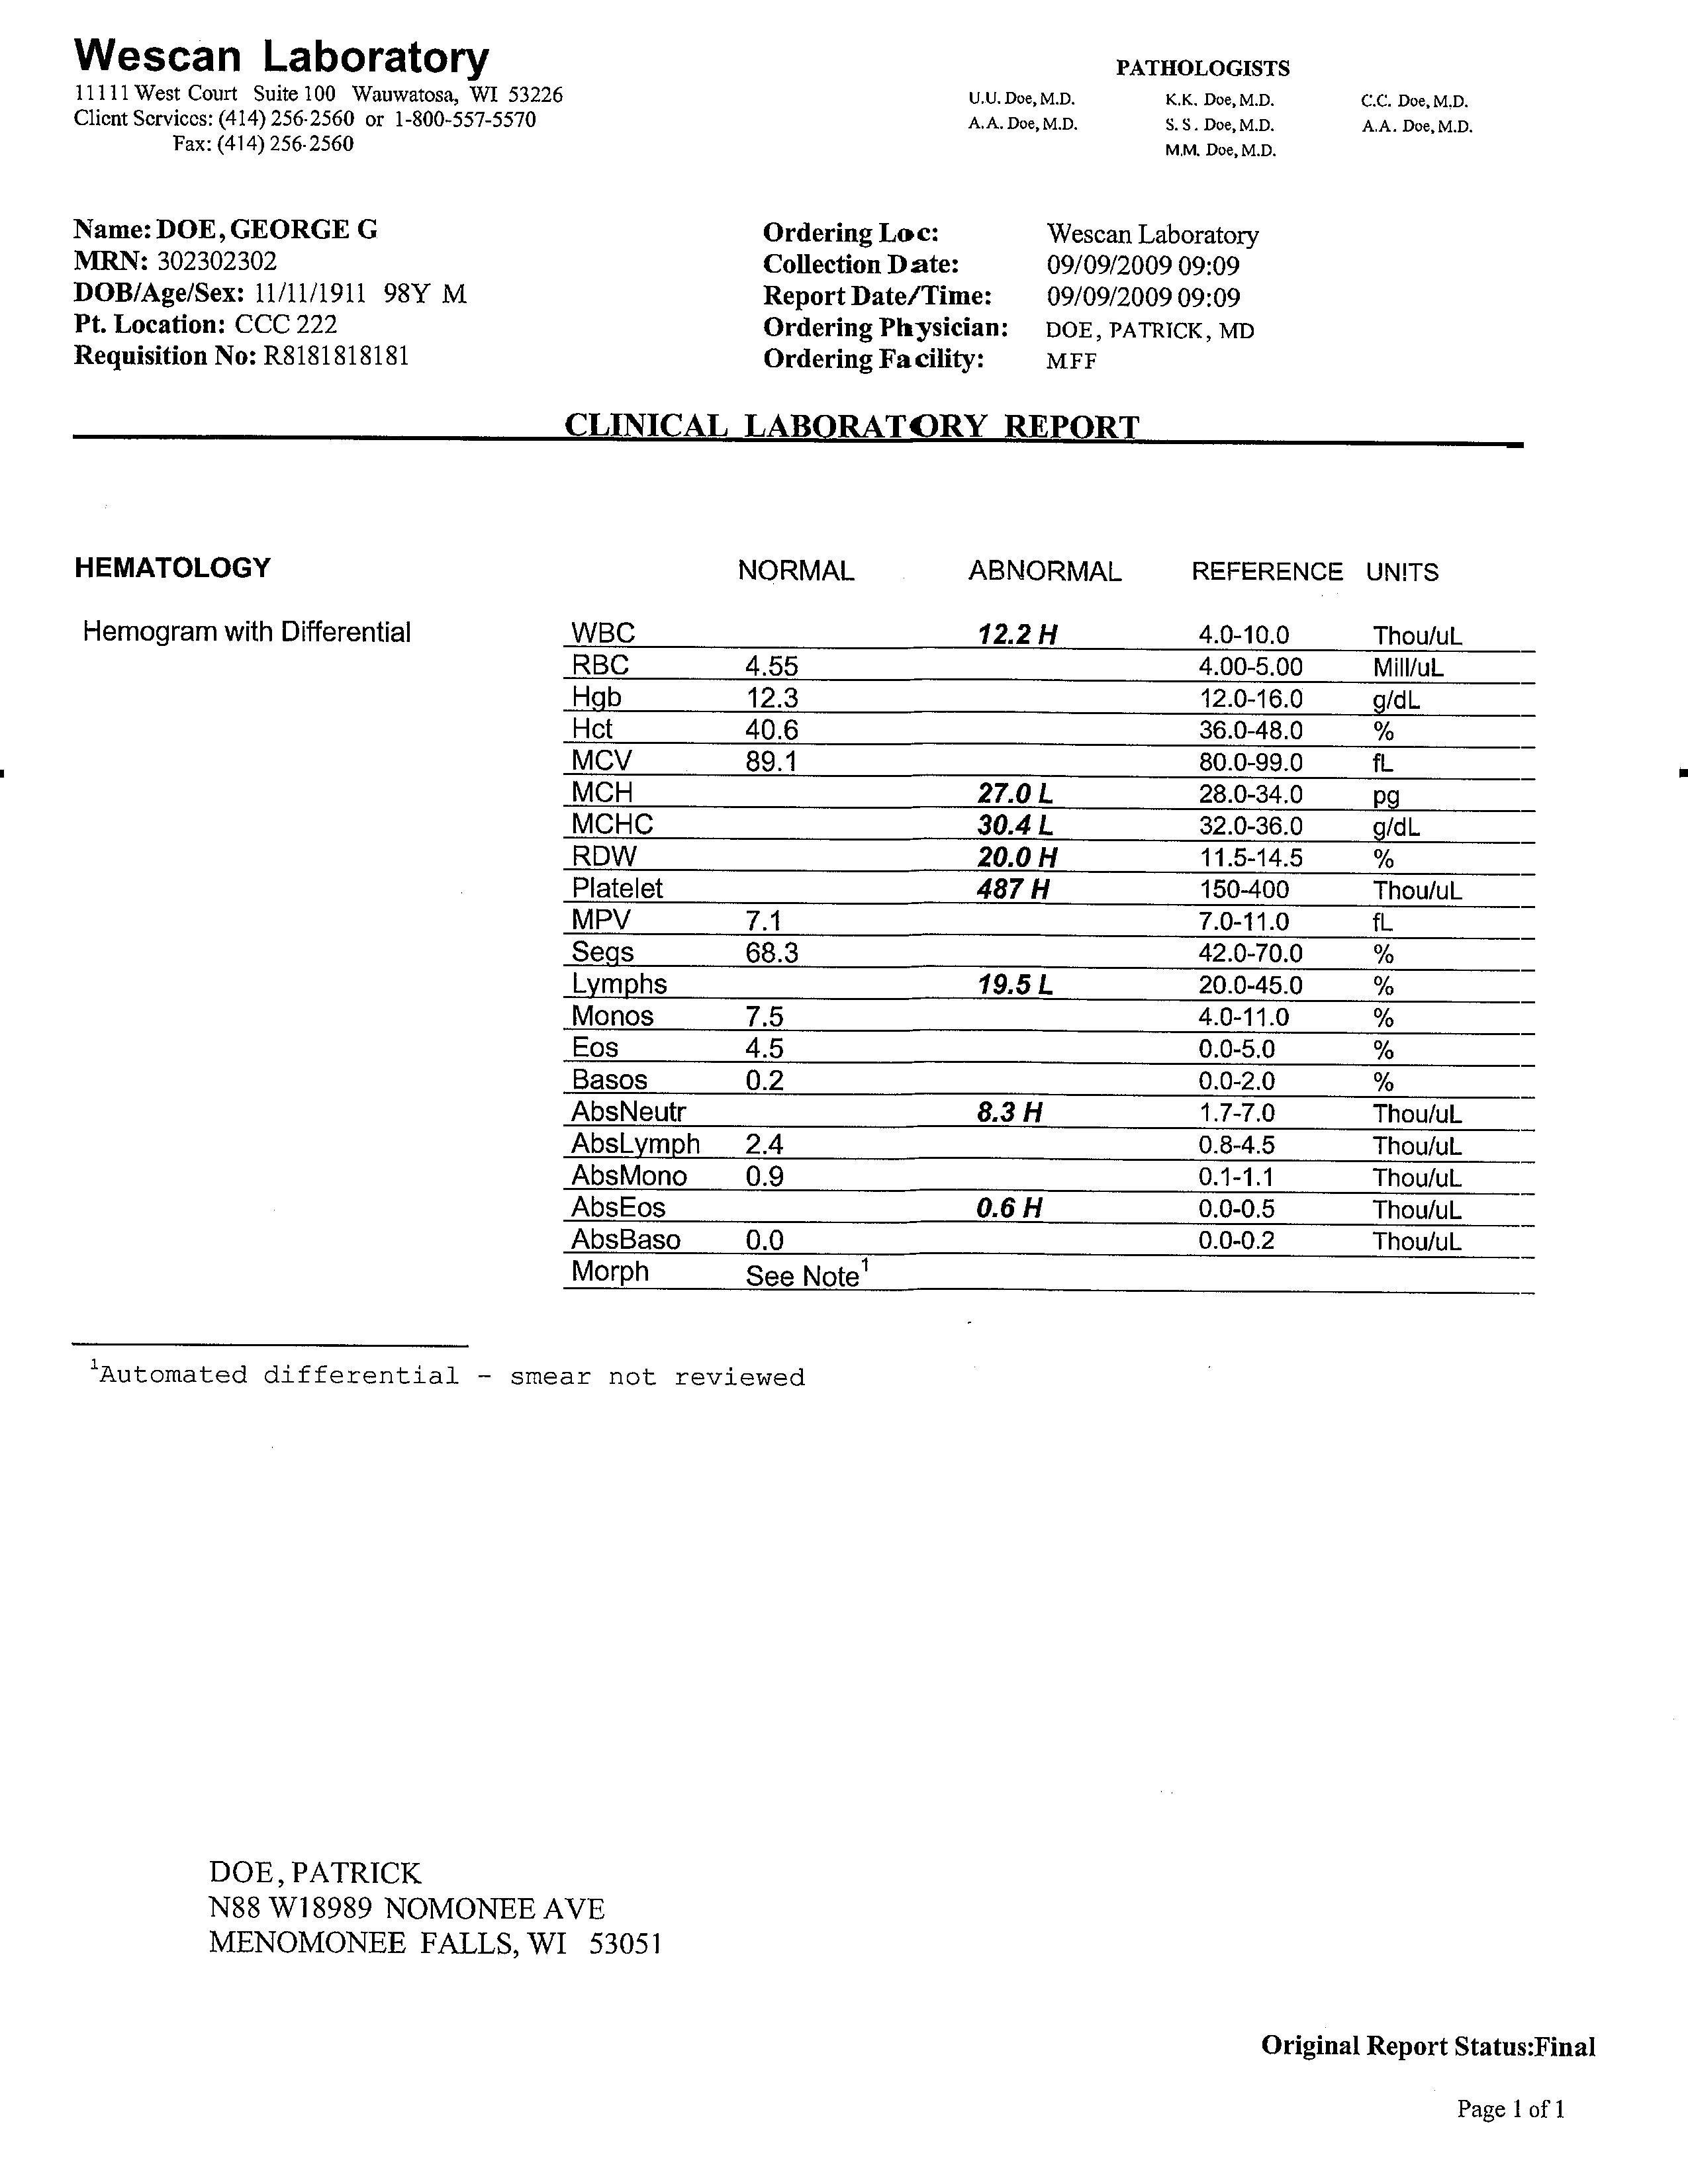 Wescan Laboratory
11111 West Court Suite 100 Wauwatosa, WI 53226
Client Services: (414) 256-2560 or 1-800-557-5570
Fax: (414) 256-2560
PATHOLOGISTS
U.U. Doe, M.D. K.K. Doe, M.D. C.C. Doe, M.D.
A.A. Doe, M.D. S.S. Doe, M.D. A.A. Doe, M.D.
M.M. Doe, M.D.
Name: DOE, GEORGE G
MRN: 302302302
DOB/Age/Sex: 11/11/1911 98Y M
Pt. Location: CCC 222
Requisition No: R8181818181
Ordering Loc: Wescan Laboratory
Collection Date: 09/09/2009 09:09
Report Date/Time: 09/09/2009 09:09
Ordering Physician: DOE, PATRICK, MD
Ordering Facility: MFF
CLINICAL LABORATORY REPORT
HEMATOLOGY NORMAL ABNORMAL REFERENCE UNITS
Hemogram with Differential WBC 12.2 H 4.0-10.0 Thou/uL
RBC 4.55 4.00-5.00 Mill/uL
Hgb 12.3 12.0-16.0 g/dL
Hct 40.6 36.0-48.0 %
MCV 89.1 80.0-99.0 fL
MCH 27.0 L 28.0-34.0 pg
MCHC 30.4 L 32.0-36.0 g/dL
RDW 20.0 H 11.5-14.5 %
Platelet 487 H 150-400 Thou/uL
MPV 7.1 7.0-11.0 fL
Segs 68.3 42.0-70.0 %
Lymphs 19.5 L 20.0-45.0 %
Monos 7.5 4.0-11.0 %
Eos 4.5 0.0-5.0 %
Basos 0.2 0.0-2.0 %
AbsNeutr 8.3 H 1.7-7.0 Thou/uL
AbsLymph 2.4 0.8-4.5 Thou/uL
AbsMono 0.9 0.1-1.1 Thou/uL
AbsEos 0.6 H 0.0-0.5 Thou/uL
AbsBaso 0.0 0.0-0.2 Thou/uL
Morph See Note¹
¹Automated differential - smear not reviewed
DOE, PATRICK
N88 W18989 NOMONEE AVE
MENOMONEE FALLS, WI 53051
Original Report Status:Final
Page 1 of 1